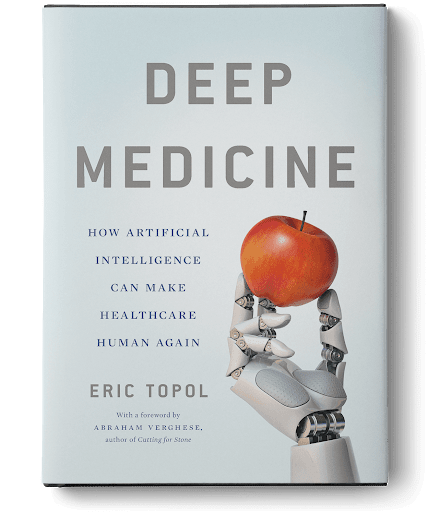 DEEP
MEDICINE
HOW ARTIFICIAL
INTELLIGENCE
CAN MAKE
HEALTHCARE
HUMAN AGAIN
ERIC TOPOL
With a foreword by
ABRAHAM VERGHESE,
author of Cutting for Stone